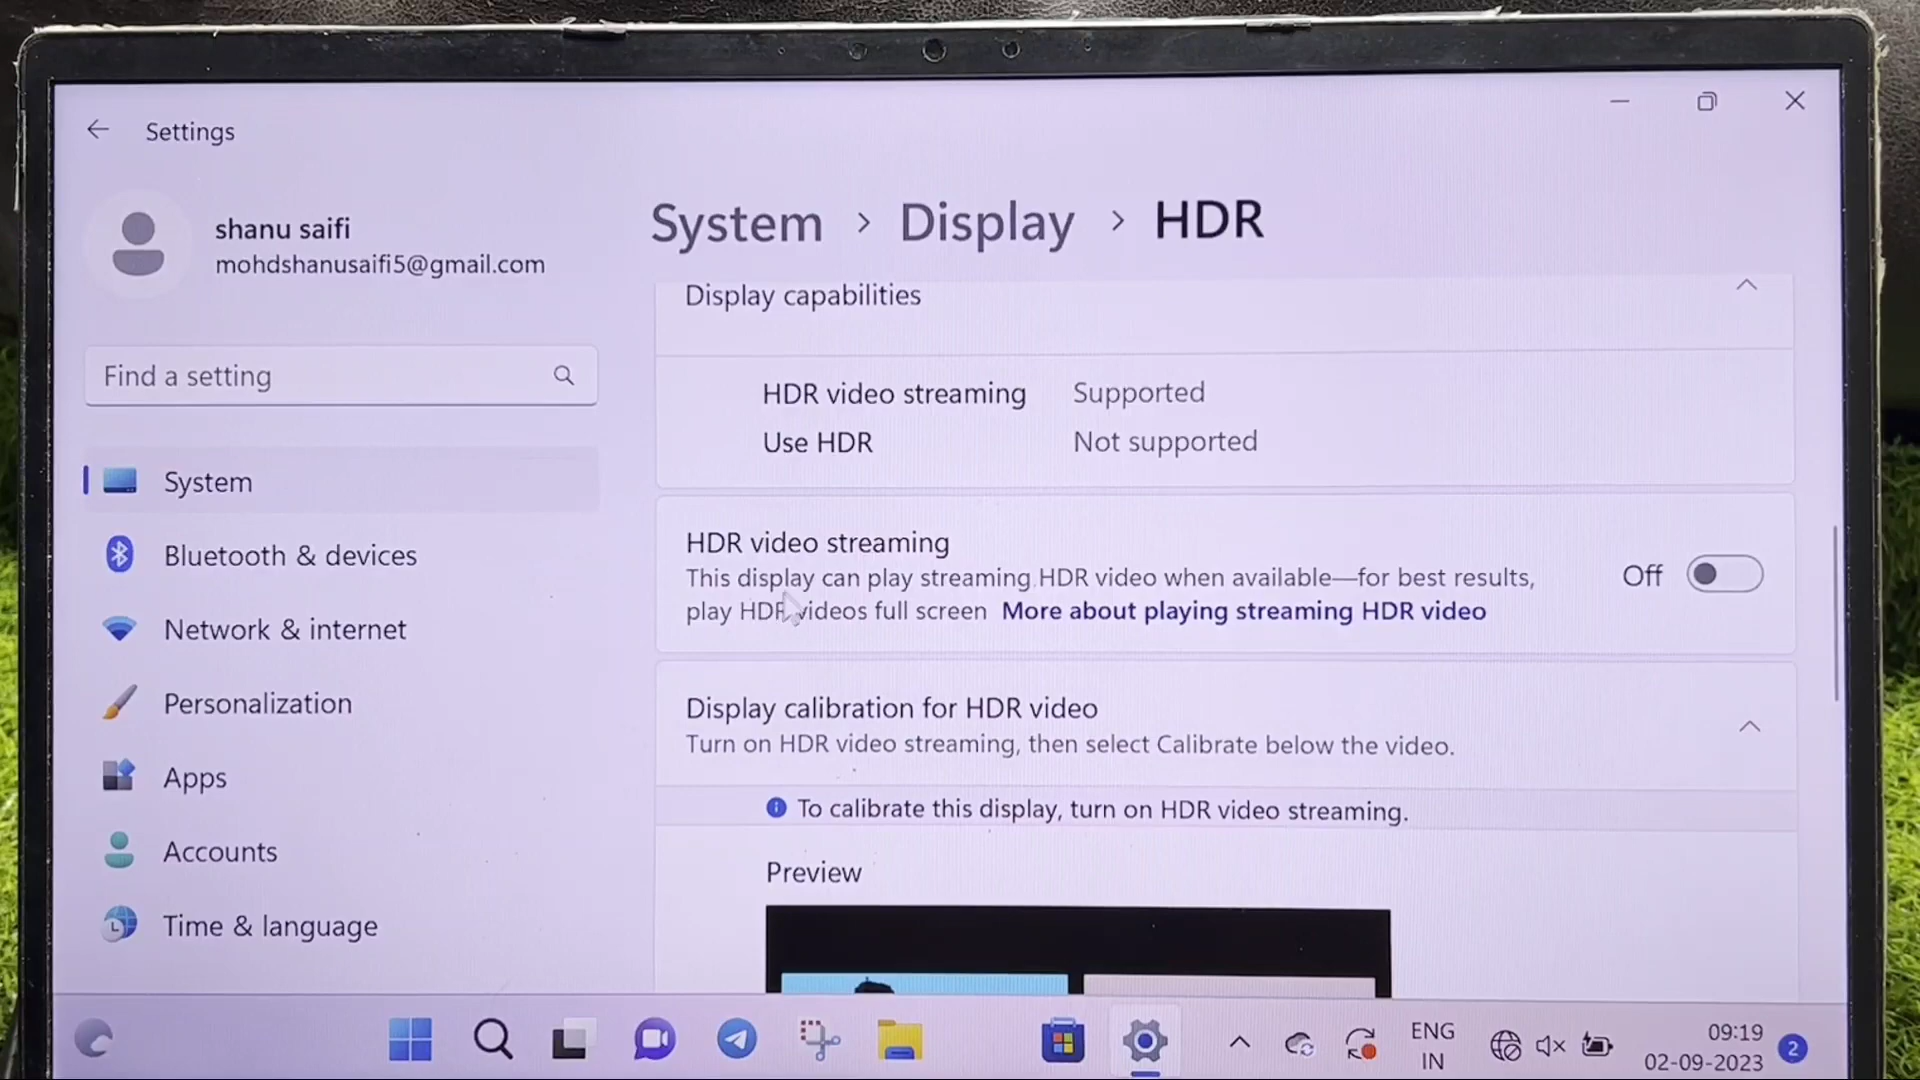 Settings
shanu saifi
mohdshanusaifi5@gmail.com
Find a setting
System
Bluetooth & devices
Network & internet
Personalization
Apps
Accounts
Time & language
System > Display > HDR
Display capabilities
HDR video streaming Supported
Use HDR Not supported
HDR video streaming
This display can play streaming HDR video when available—for best results,
play HDR videos full screen More about playing streaming HDR video
Off
Display calibration for HDR video
Turn on HDR video streaming, then select Calibrate below the video.
To calibrate this display, turn on HDR video streaming.
Preview
ENG
IN
09:19
02-09-2023
2